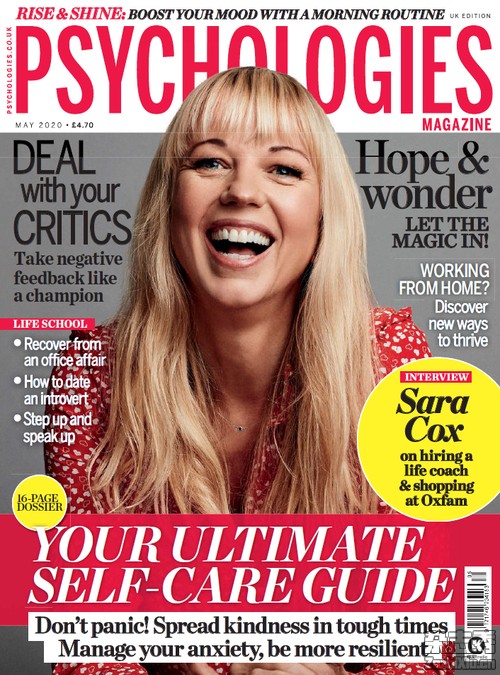 RISE & SHINE: BOOST YOUR MOOD WITH A MORNING ROUTINE UK EDITION
PSYCHOLOGIES.CO.UK
PSYCHOLOGIES
MAGAZINE
MAY 2020 • £4.70
DEAL
with your
CRITICS
Take negative
feedback like
a champion
Hope &
wonder
LET THE
MAGIC IN!
WORKING
FROM HOME?
Discover
new ways
to thrive
LIFE SCHOOL
• Recover from
an office affair
• How to date
an introvert
• Step up and
speak up
INTERVIEW
Sara
Cox
on hiring a
life coach
& shopping
at Oxfam
16-PAGE
DOSSIER
YOUR ULTIMATE
SELF-CARE GUIDE
Don't panic! Spread kindness in tough times
Manage your anxiety, be more resilient